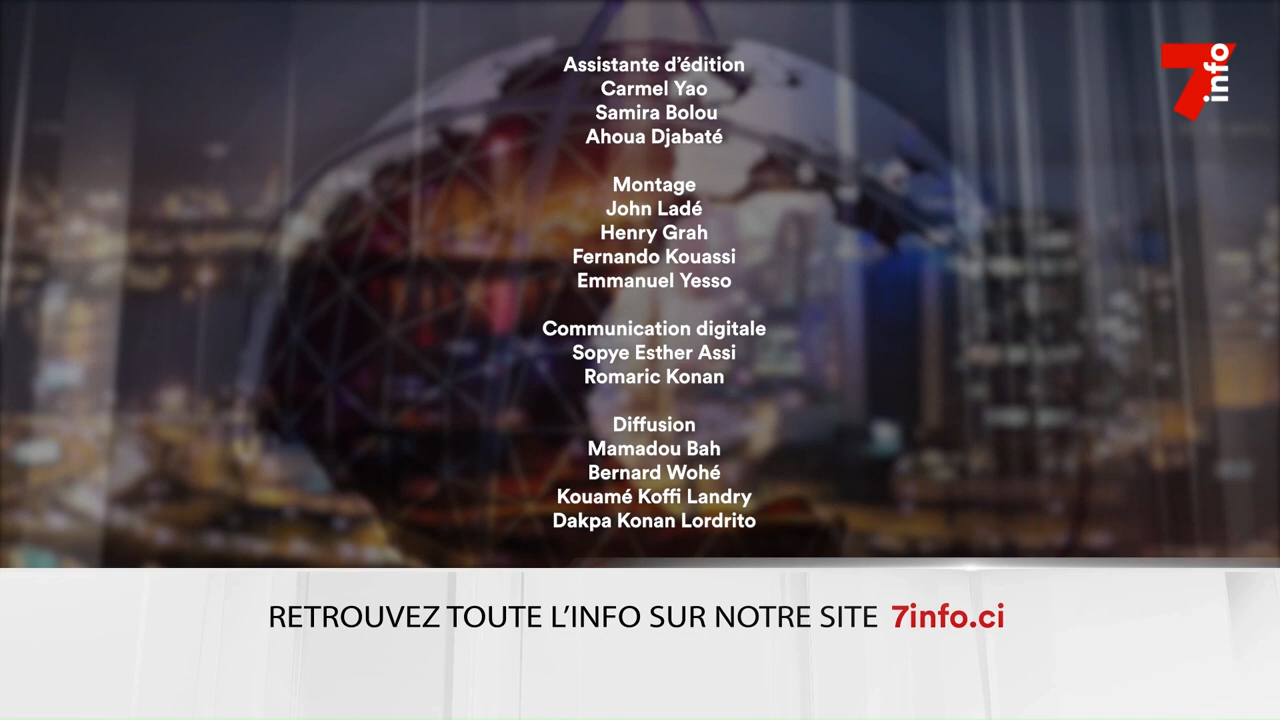 7info
Assistante d’édition
Carmel Yao
Samira Bolou
Ahoua Djabaté
Montage
John Ladé
Henry Grah
Fernando Kouassi
Emmanuel Yesso
Communication digitale
Sopye Esther Assi
Romaric Konan
Diffusion
Mamadou Bah
Bernard Wohé
Kouamé Koffi Landry
Dakpa Konan Lordrito
RETROUVEZ TOUTE L’INFO SUR NOTRE SITE 7info.ci